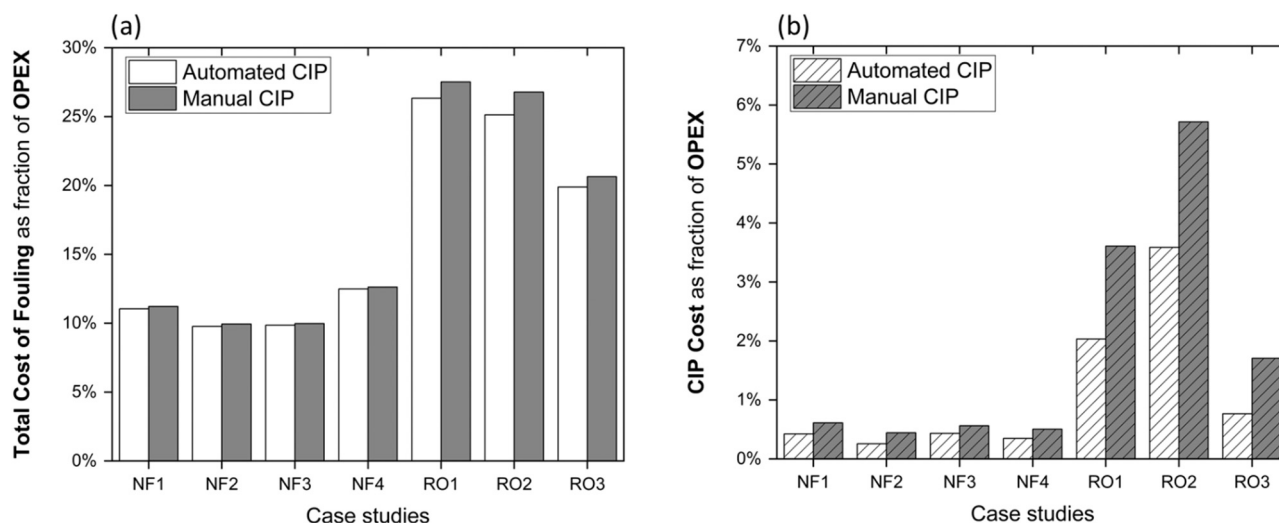 (a)
Total Cost of Fouling as fraction of OPEX
30%
25%
20%
15%
10%
5%
0%
Automated CIP
Manual CIP
NF1 NF2 NF3 NF4 RO1 RO2 RO3
Case studies
(b)
CIP Cost as fraction of OPEX
7%
6%
5%
4%
3%
2%
1%
0%
Automated CIP
Manual CIP
NF1 NF2 NF3 NF4 RO1 RO2 RO3
Case studies